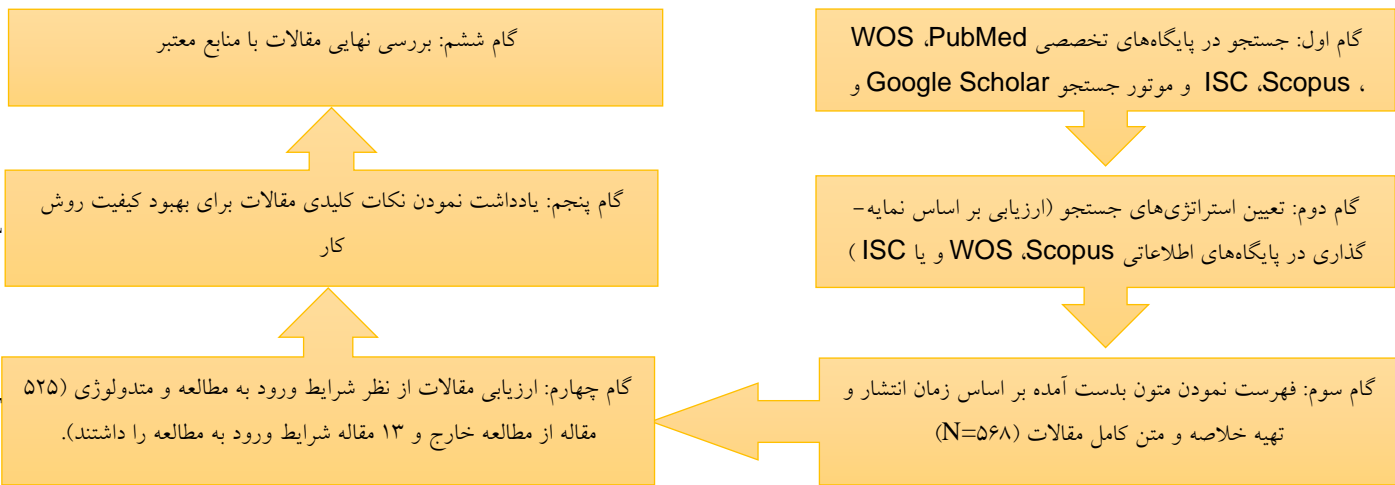 گام اول: جستجو در پایگاه‌های تخصصی WOS ،PubMed
، ISC ،Scopus و موتور جستجو Google Scholar و
گام دوم: تعیین استراتژی‌های جستجو (ارزیابی بر اساس نمایه-
گذاری در پایگاه‌های اطلاعاتی WOS ،Scopus و یا ISC )
گام سوم: فهرست نمودن متون بدست آمده بر اساس زمان انتشار و
تهیه خلاصه و متن کامل مقالات (N=۵۶۸)
گام چهارم: ارزیابی مقالات از نظر شرایط ورود به مطالعه و متدولوژی (۵۲۵
مقاله از مطالعه خارج و ۱۳ مقاله شرایط ورود به مطالعه را داشتند).
گام پنجم: یادداشت نمودن نکات کلیدی مقالات برای بهبود کیفیت روش
کار
گام ششم: بررسی نهایی مقالات با منابع معتبر